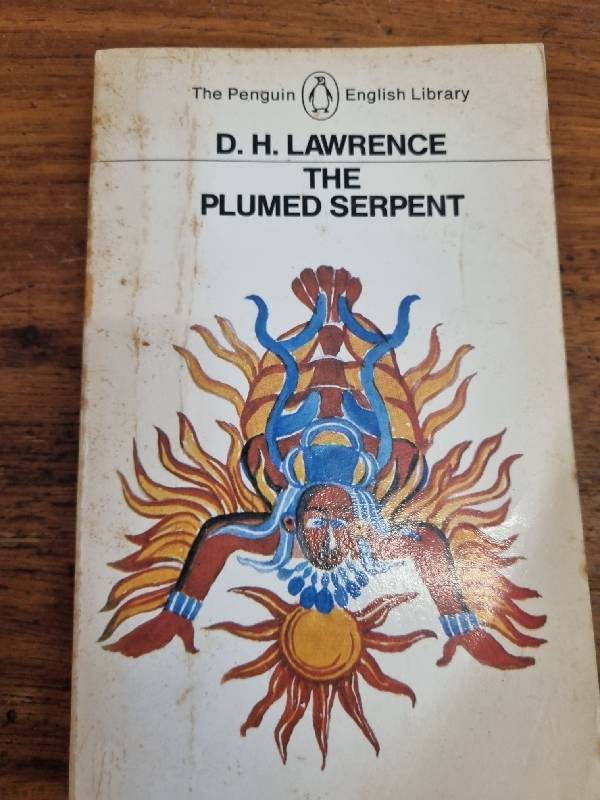 The Penguin English Library
D. H. LAWRENCE
THE
PLUMED SERPENT